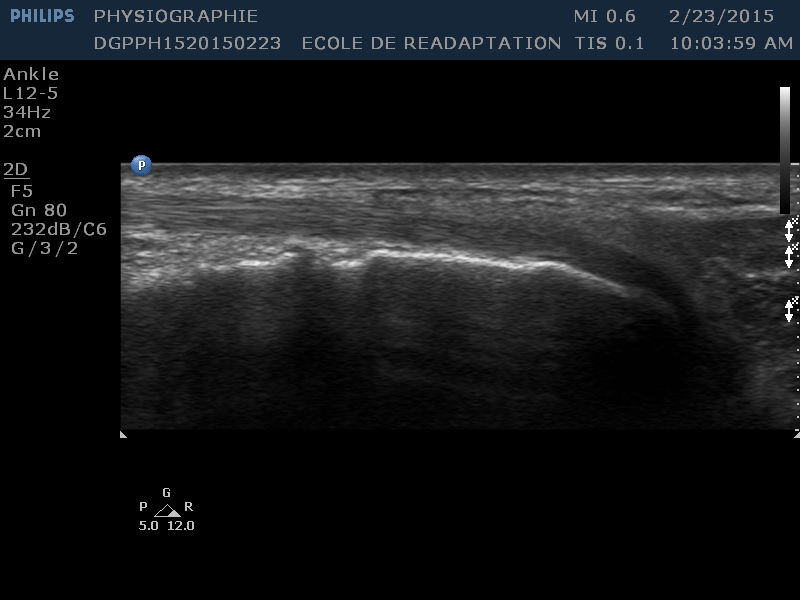 PHILIPS PHYSIOGRAPHIE MI 0.6 2/23/2015
DGPPH1520150223 ECOLE DE READAPTATION TIS 0.1 10:03:59 AM
Ankle
L12-5
34Hz
2cm
2D
F5
Gn 80
232dB/C6
G/3/2
P
G
P R
5.0 12.0